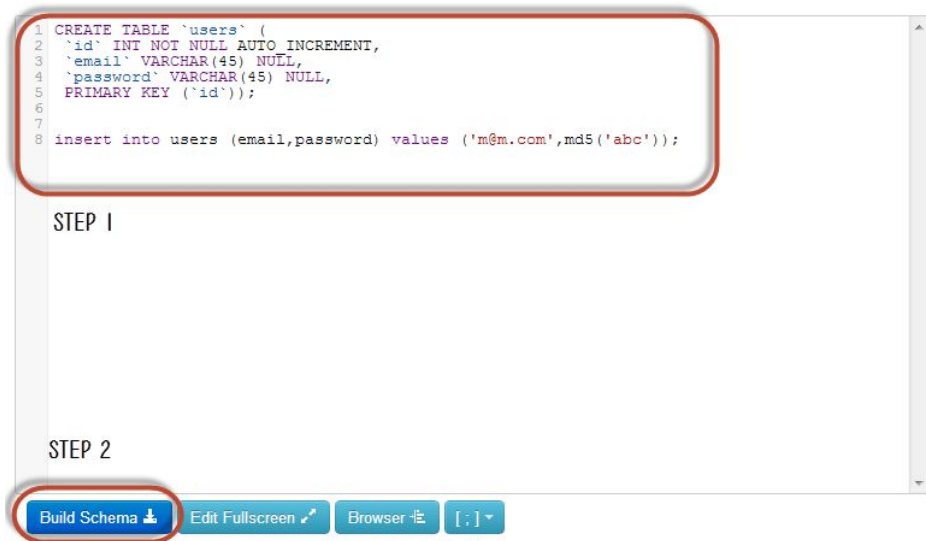 1 CREATE TABLE `users` (
2 `id` INT NOT NULL AUTO_INCREMENT,
3 `email` VARCHAR(45) NULL,
4 `password` VARCHAR(45) NULL,
5 PRIMARY KEY (`id`));
6
7
8 insert into users (email,password) values ('m@m.com',md5('abc'));
STEP 1
STEP 2
Build Schema Edit Fullscreen Browser [ ; ]